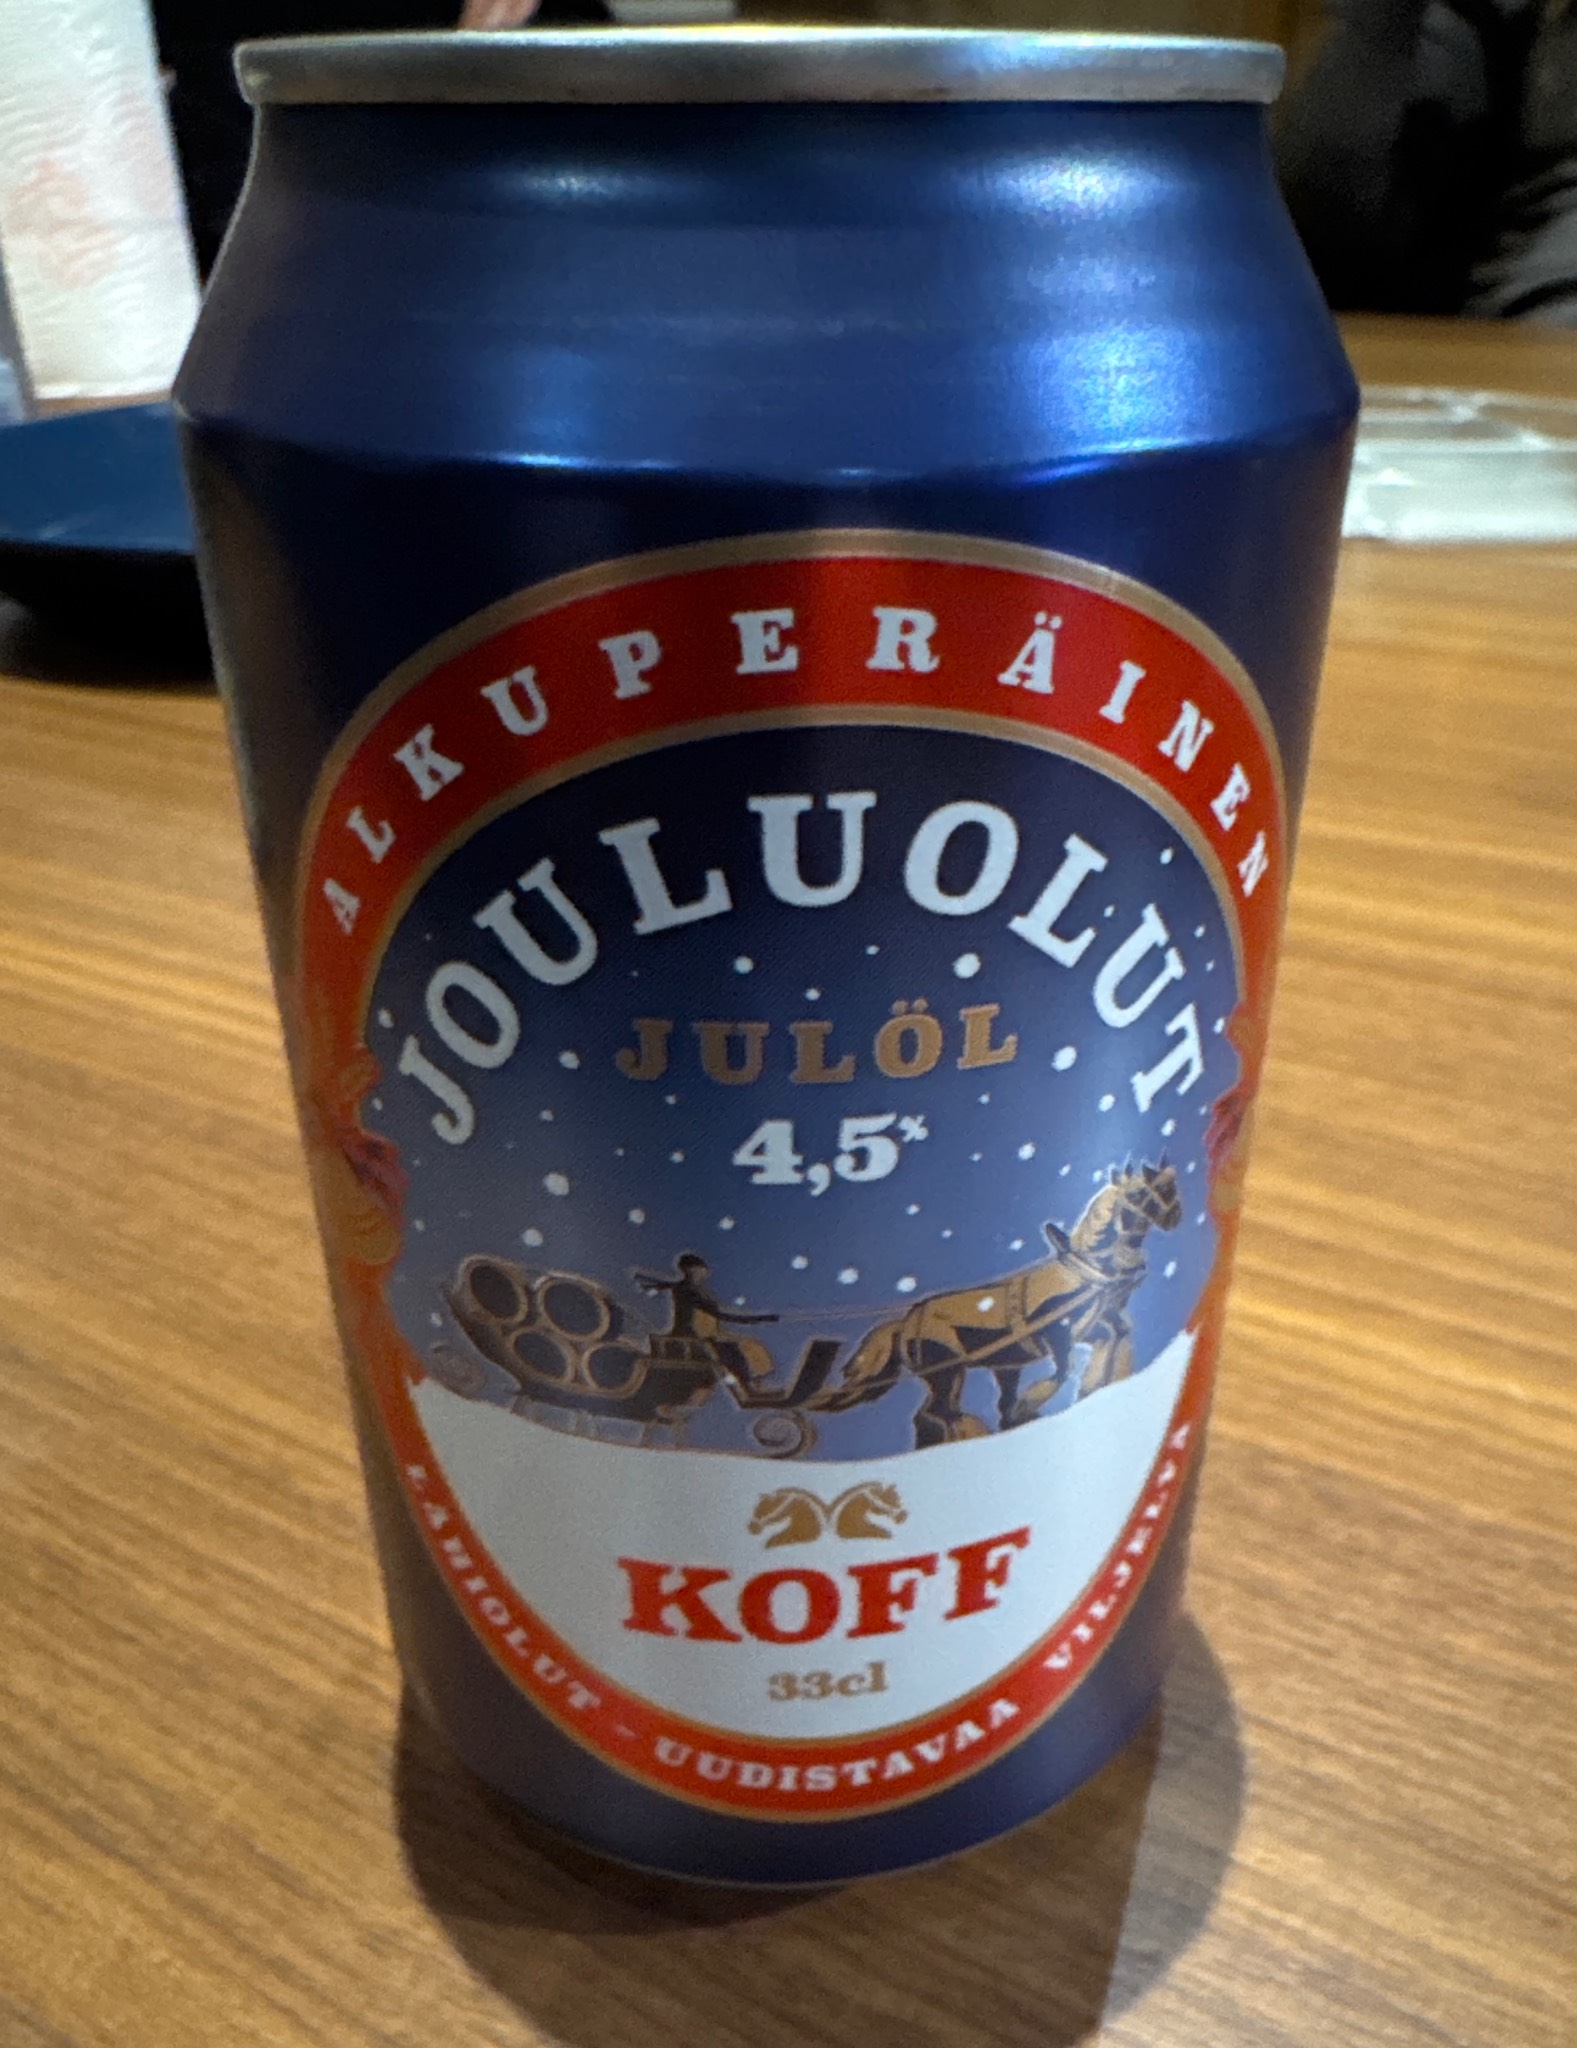 ALKUPERÄINEN
JOULUOLUT
JULÖL
4,5%
KOFF
33cl
LÄHIOLUT - UUDISTAVAA VILJELYÄ